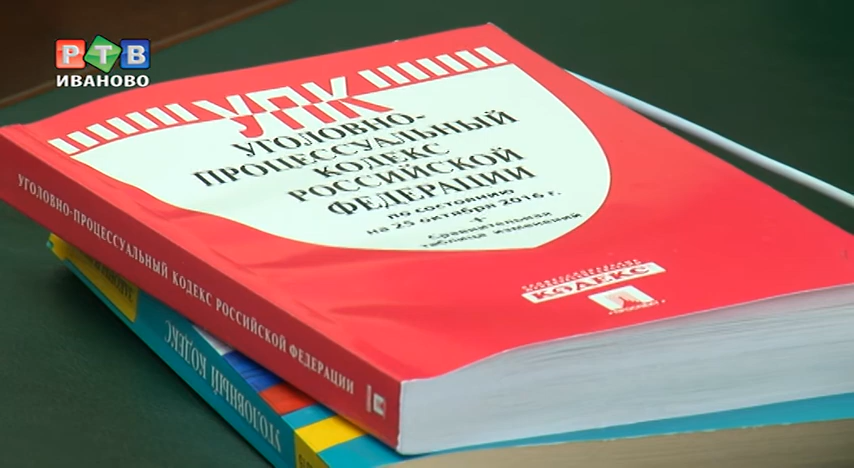 РТВ
ИВАНОВО
УПК
УГОЛОВНО-
ПРОЦЕССУАЛЬНЫЙ
КОДЕКС
РОССИЙСКОЙ
ФЕДЕРАЦИИ
по состоянию
на 25 октября 2016 г.
+
Сравнительная
таблица изменений
КОДЕКС
УГОЛОВНО-ПРОЦЕССУАЛЬНЫЙ КОДЕКС РОССИЙСКОЙ ФЕДЕРАЦИИ
УГОЛОВНЫЙ КОДЕКС